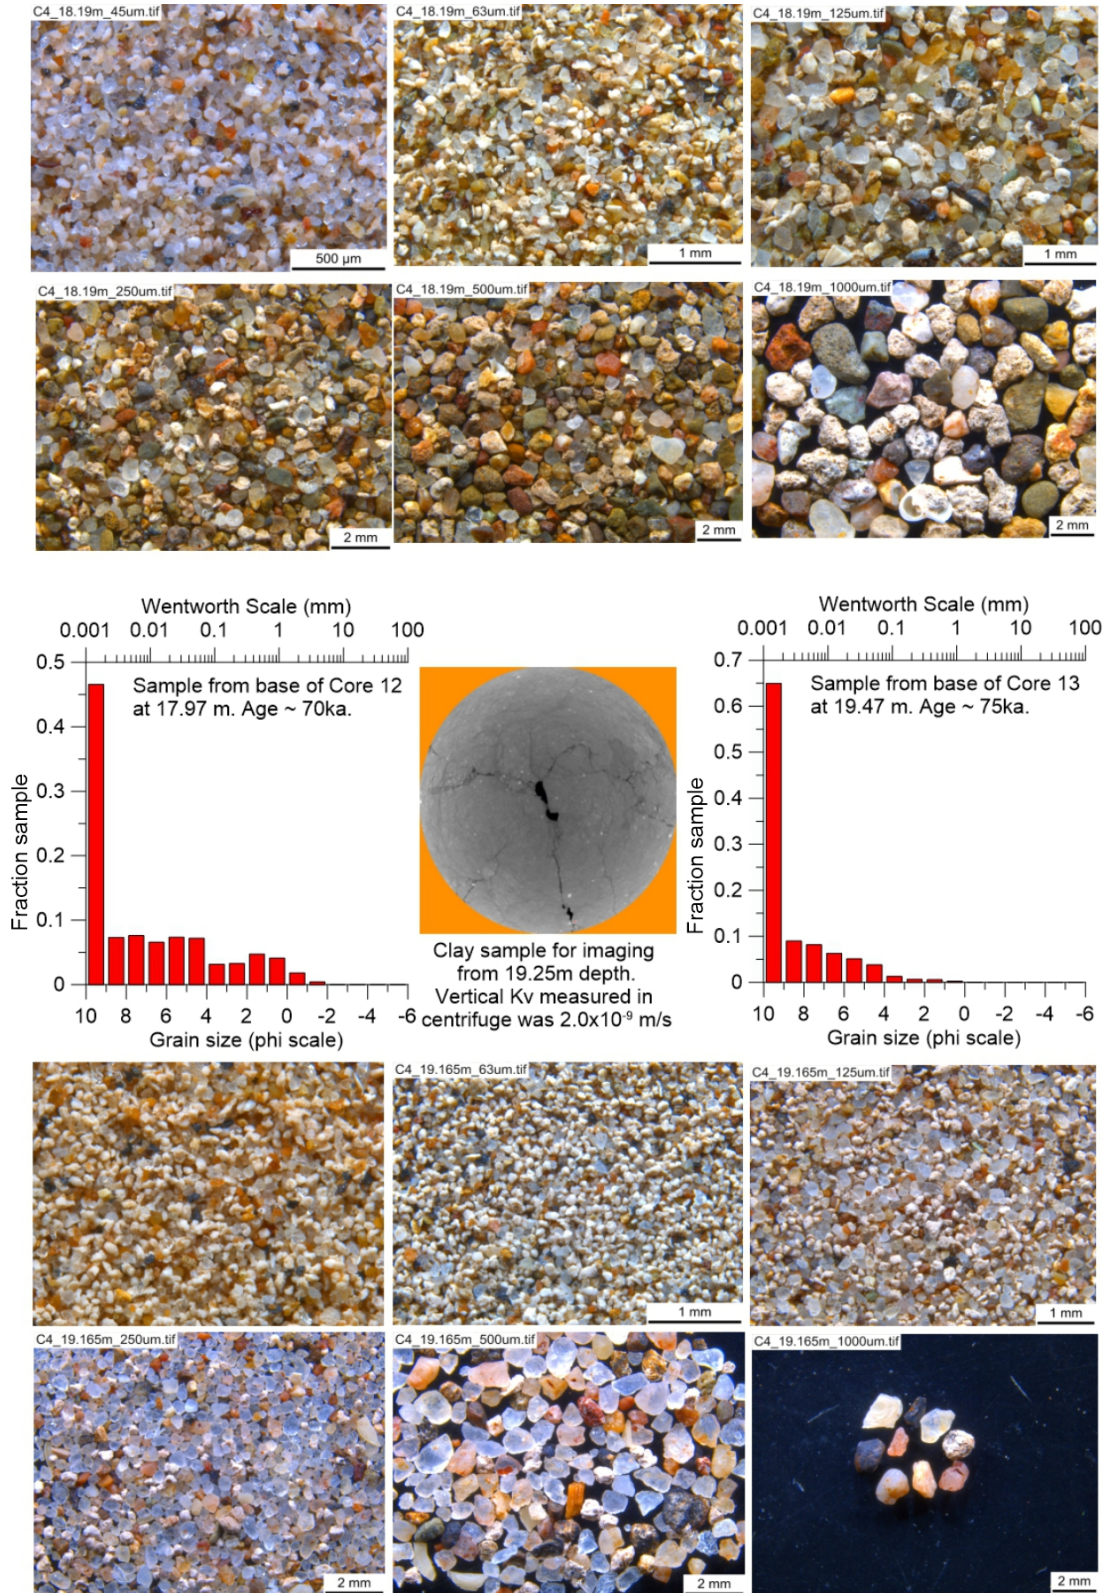 C4_18.19m_45um.tif
C4_18.19m_63um.tif
C4_18.19m_125um.tif
500 µm
1 mm
1 mm
C4_18.19m_250um.tif
C4_18.19m_500um.tif
C4_18.19m_1000um.tif
2 mm
2 mm
2 mm
Wentworth Scale (mm)
0.001 0.01 0.1 1 10 100
0.5
0.4
0.3
0.2
0.1
0
Fraction sample
Sample from base of Core 12
at 17.97 m. Age ~ 70ka.
10 8 6 4 2 0 -2 -4 -6
Grain size (phi scale)
Clay sample for imaging
from 19.25m depth.
Vertical Kv measured in
centrifuge was 2.0x10⁻⁹ m/s
Wentworth Scale (mm)
0.001 0.01 0.1 1 10 100
0.7
0.6
0.5
0.4
0.3
0.2
0.1
0
Fraction sample
Sample from base of Core 13
at 19.47 m. Age ~ 75ka.
10 8 6 4 2 0 -2 -4 -6
Grain size (phi scale)
C4_19.165m_63um.tif
C4_19.165m_125um.tif
1 mm
1 mm
C4_19.165m_250um.tif
C4_19.165m_500um.tif
C4_19.165m_1000um.tif
2 mm
2 mm
2 mm